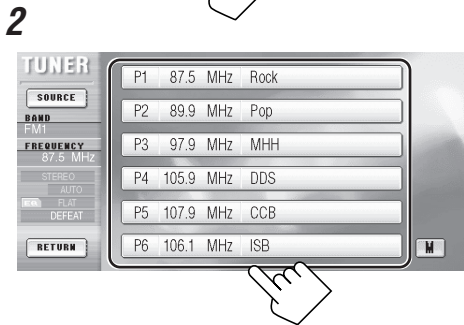 2
TUNER
SOURCE
BAND
FM1
FREQUENCY
87.5 MHz
STEREO
AUTO
EQ FLAT
DEFEAT
RETURN
P1 87.5 MHz Rock
P2 89.9 MHz Pop
P3 97.9 MHz MHH
P4 105.9 MHz DDS
P5 107.9 MHz CCB
P6 106.1 MHz ISB
M